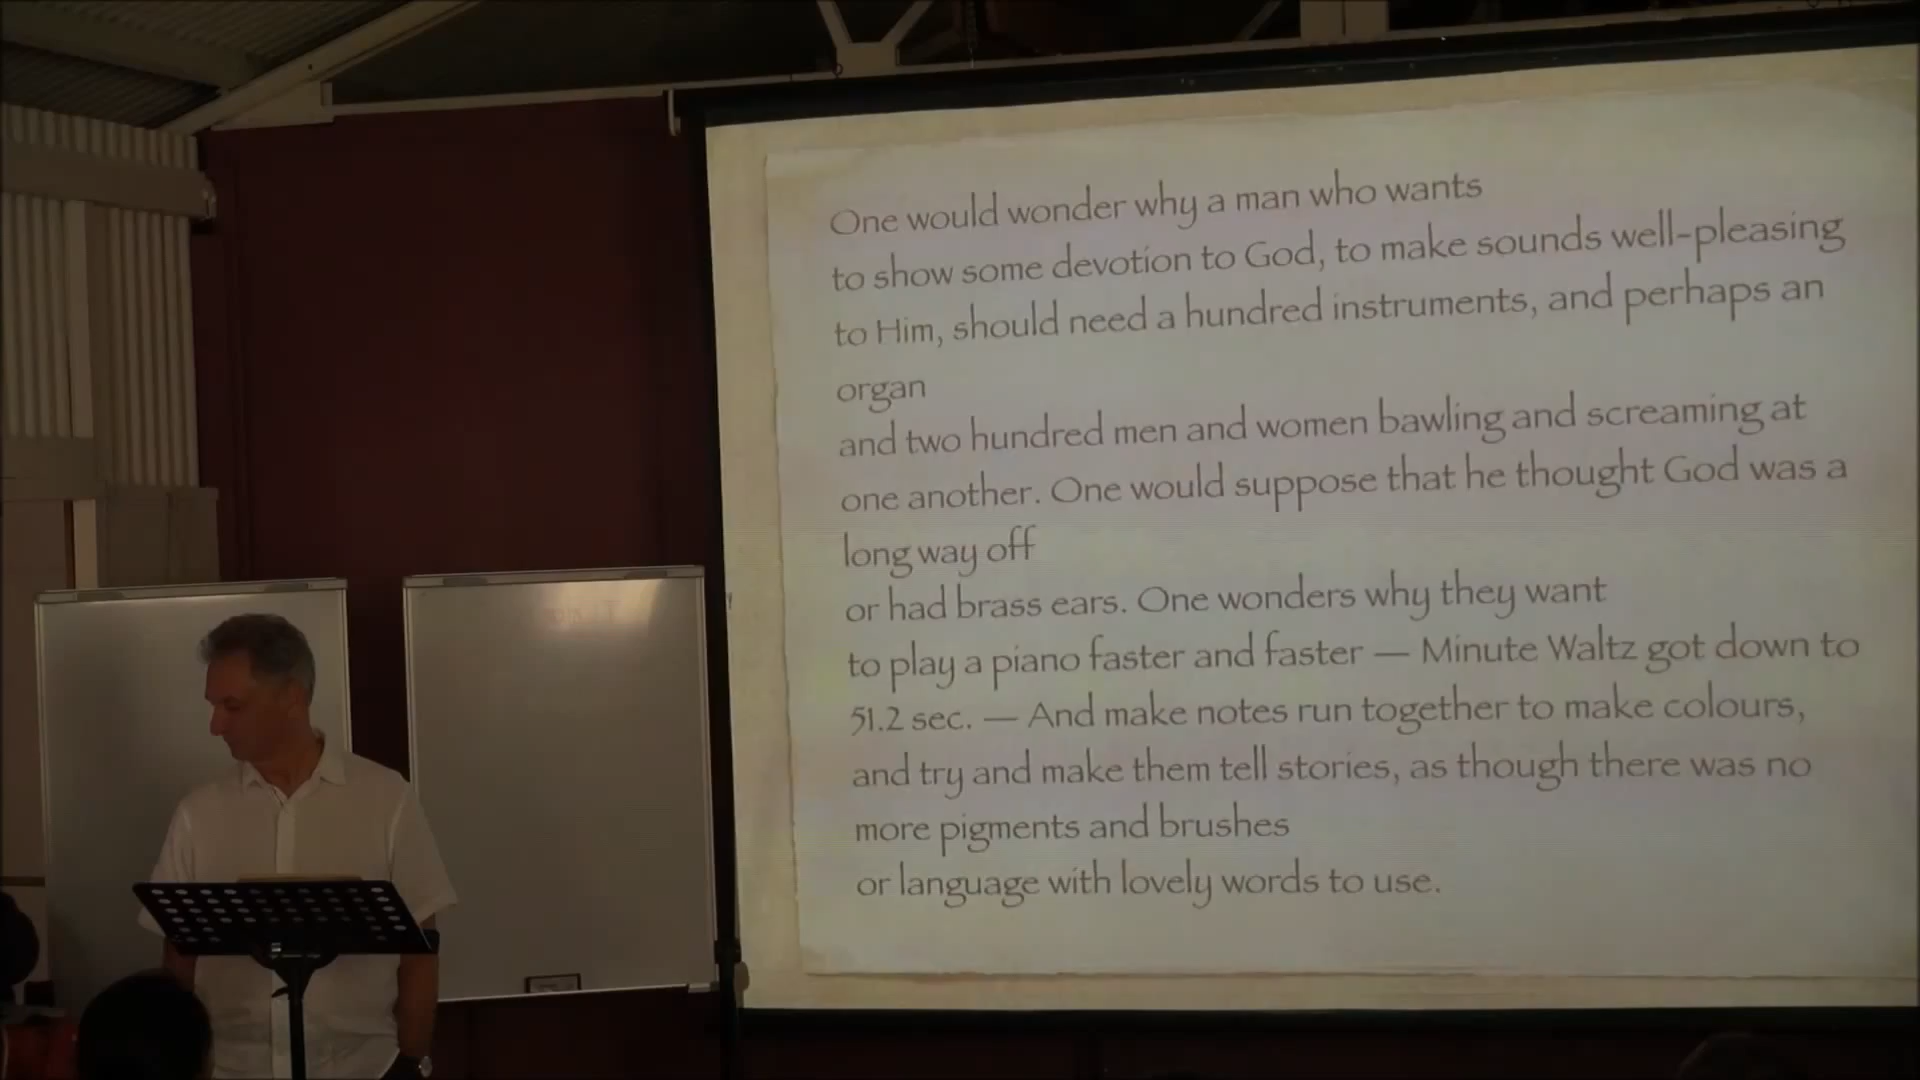 One would wonder why a man who wants
to show some devotion to God, to make sounds well-pleasing
to Him, should need a hundred instruments, and perhaps an
organ
and two hundred men and women bawling and screaming at
one another. One would suppose that he thought God was a
long way off
or had brass ears. One wonders why they want
to play a piano faster and faster — Minute Waltz got down to
51.2 sec. — And make notes run together to make colours,
and try and make them tell stories, as though there was no
more pigments and brushes
or language with lovely words to use.